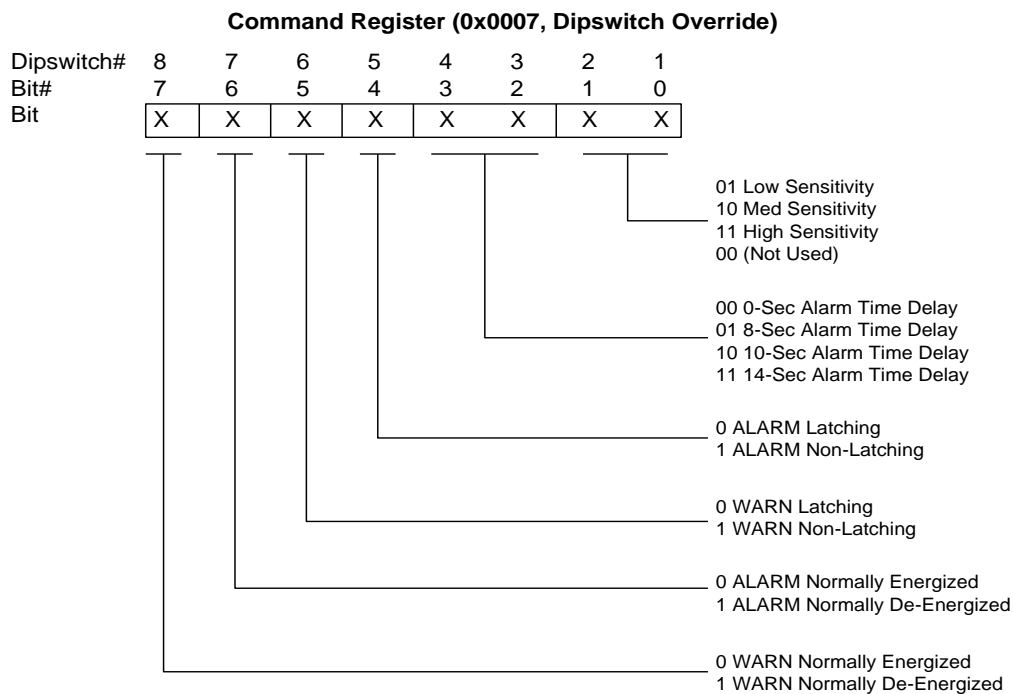 Command Register (0x0007, Dipswitch Override)
Dipswitch# 8 7 6 5 4 3 2 1
Bit# 7 6 5 4 3 2 1 0
Bit X X X X X X X X
01 Low Sensitivity
10 Med Sensitivity
11 High Sensitivity
00 (Not Used)
00 0-Sec Alarm Time Delay
01 8-Sec Alarm Time Delay
10 10-Sec Alarm Time Delay
11 14-Sec Alarm Time Delay
0 ALARM Latching
1 ALARM Non-Latching
0 WARN Latching
1 WARN Non-Latching
0 ALARM Normally Energized
1 ALARM Normally De-Energized
0 WARN Normally Energized
1 WARN Normally De-Energized